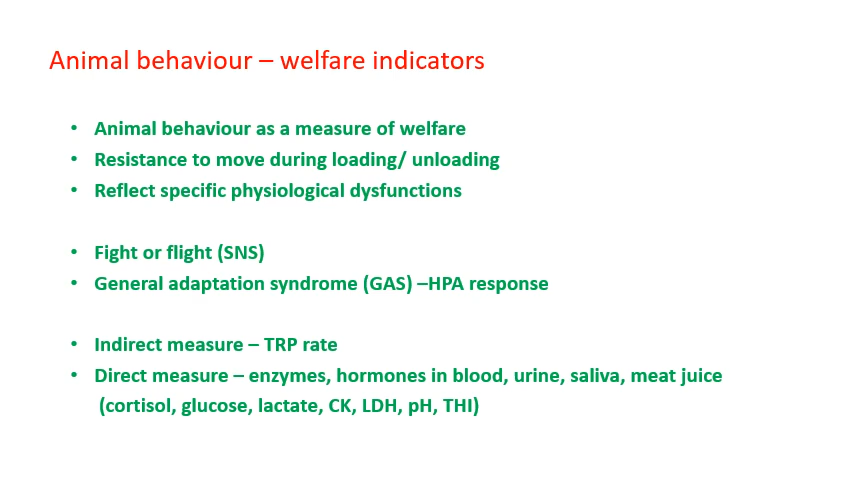 Animal behaviour – welfare indicators
• Animal behaviour as a measure of welfare
• Resistance to move during loading/ unloading
• Reflect specific physiological dysfunctions
• Fight or flight (SNS)
• General adaptation syndrome (GAS) –HPA response
• Indirect measure – TRP rate
• Direct measure – enzymes, hormones in blood, urine, saliva, meat juice
(cortisol, glucose, lactate, CK, LDH, pH, THI)